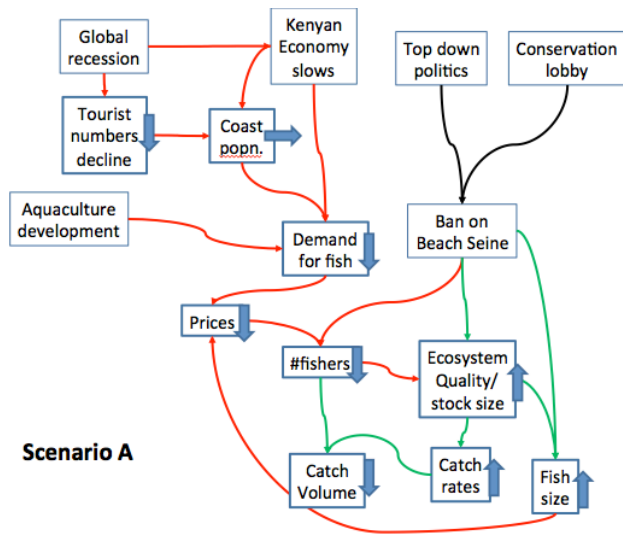 Global
recession
Kenyan
Economy
slows
Top down
politics
Conservation
lobby
Tourist
numbers
decline
Coast
popn.
Aquaculture
development
Demand
for fish
Ban on
Beach Seine
Prices
#fishers
Ecosystem
Quality/
stock size
Scenario A
Catch
Volume
Catch
rates
Fish
size